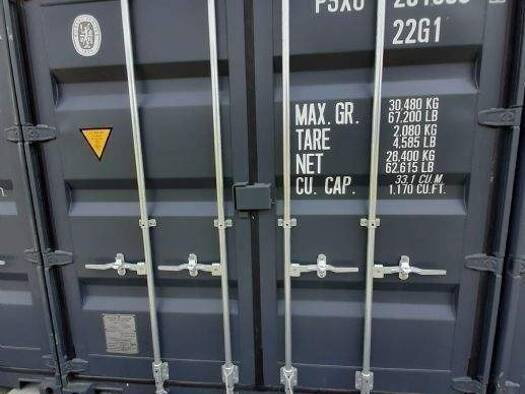 22G1
MAX. GR. 30,480 KG
67,200 LB
TARE 2,080 KG
4,585 LB
NET 28,400 KG
62,615 LB
CU. CAP. 33.1 CU.M.
1,170 CU.FT.